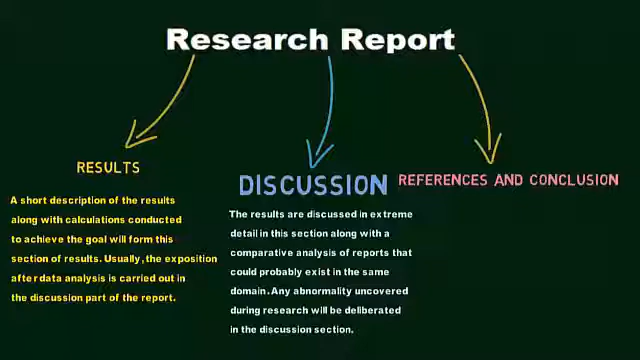 Research Report
RESULTS
A short description of the results
along with calculations conducted
to achieve the goal will form this
section of results. Usually, the exposition
after data analysis is carried out in
the discussion part of the report.
DISCUSSION
The results are discussed in extreme
detail in this section along with a
comparative analysis of reports that
could probably exist in the same
domain. Any abnormality uncovered
during research will be deliberated
in the discussion section.
REFERENCES AND CONCLUSION